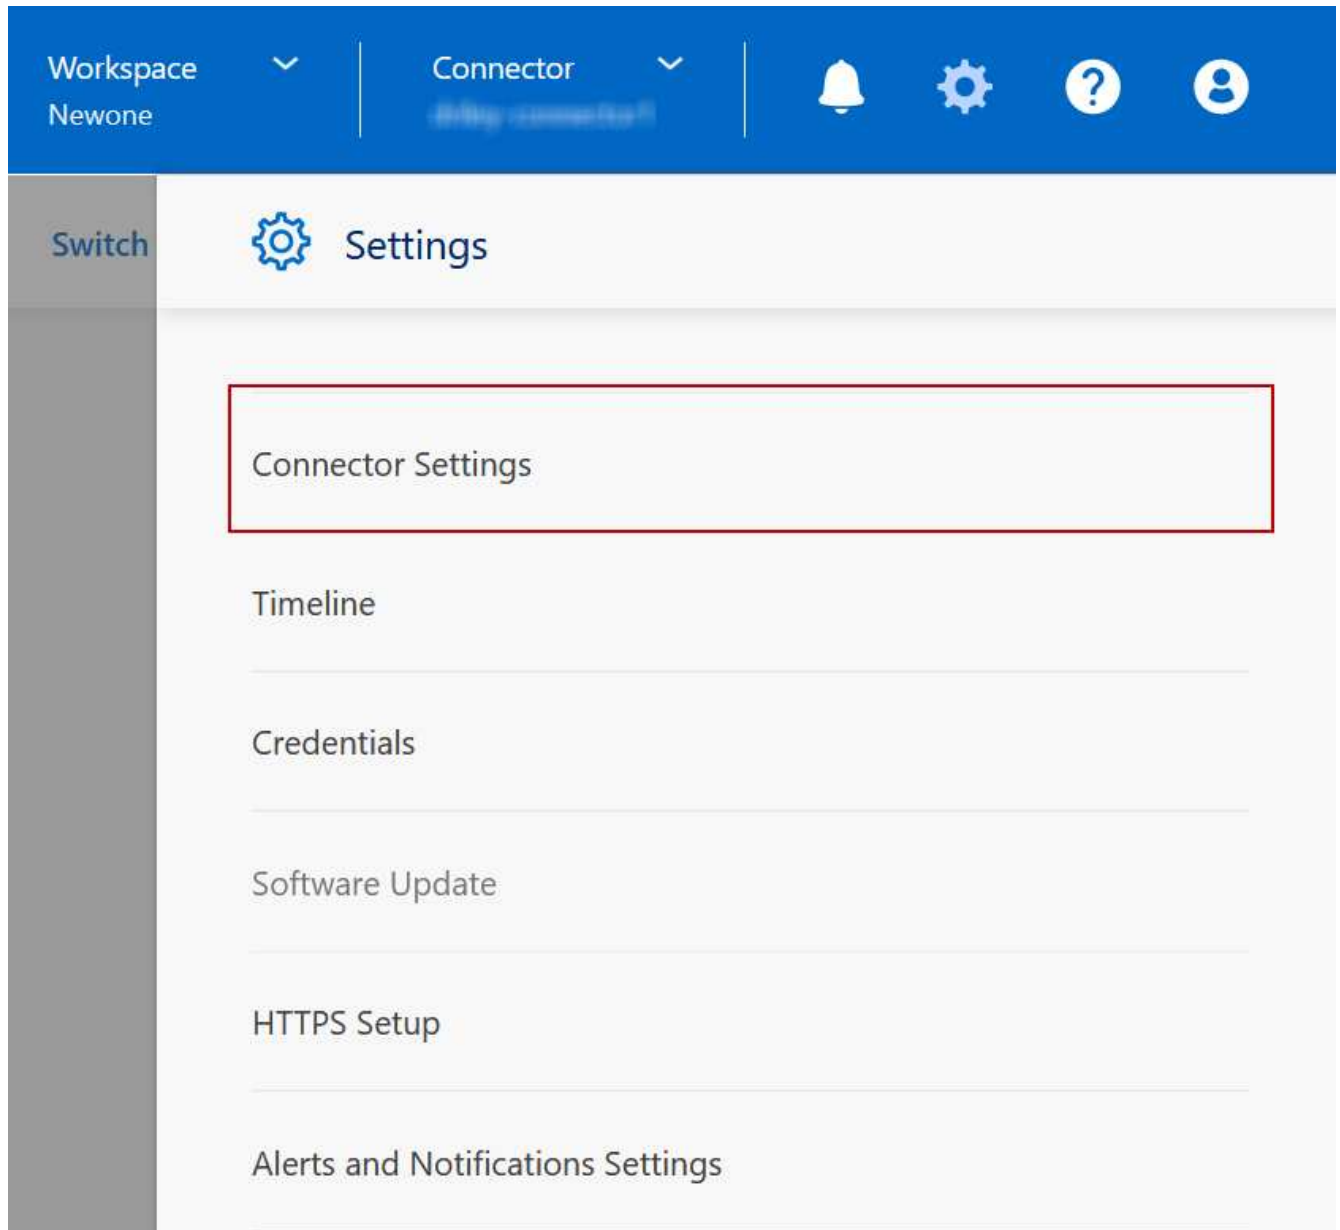 Workspace
Connector
Newone
Switch
Settings
Connector Settings
Timeline
Credentials
Software Update
HTTPS Setup
Alerts and Notifications Settings